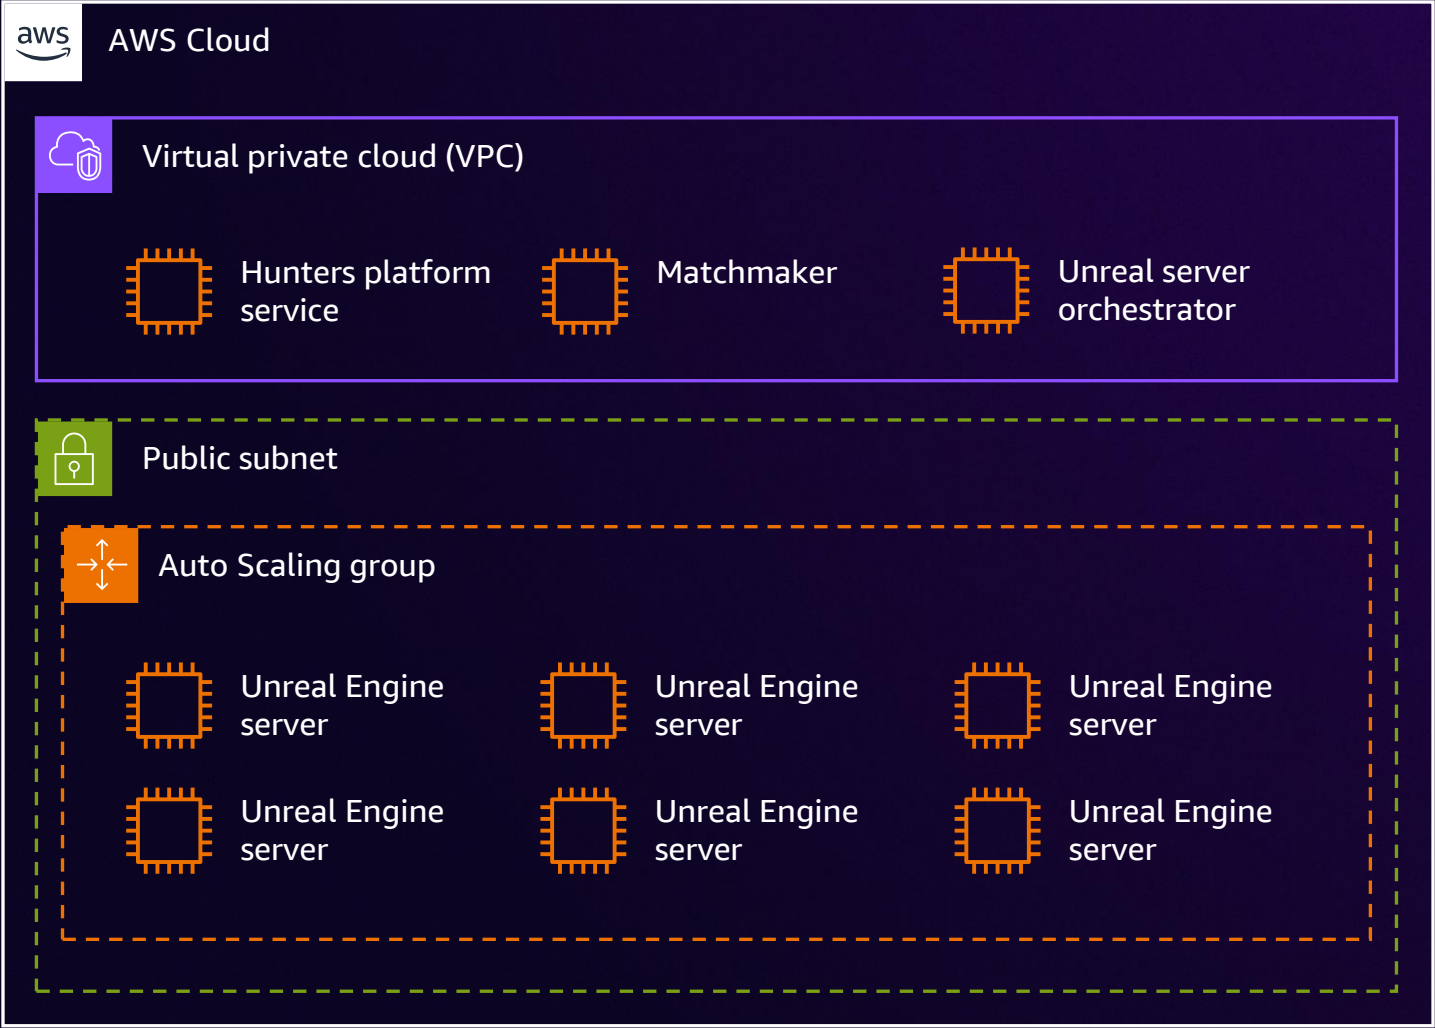 aws
AWS Cloud
Virtual private cloud (VPC)
Hunters platform
service
Matchmaker
Unreal server
orchestrator
Public subnet
Auto Scaling group
Unreal Engine
server
Unreal Engine
server
Unreal Engine
server
Unreal Engine
server
Unreal Engine
server
Unreal Engine
server